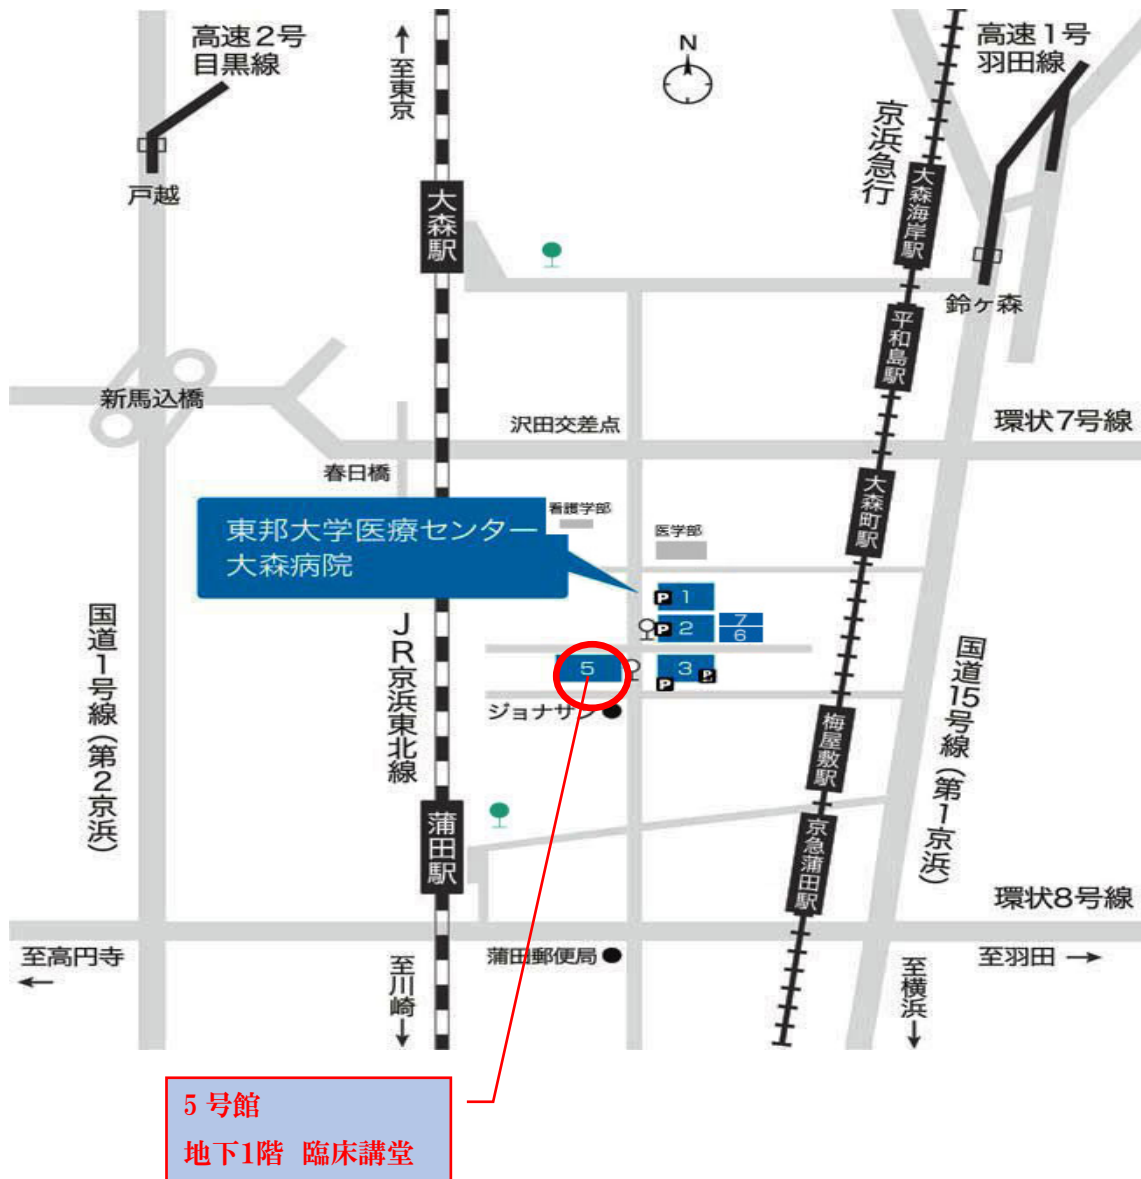 高速2号
目黒線
↑至東京
N
高速1号
羽田線
京浜急行
戸越
大森駅
大森海岸駅
鈴ヶ森
平和島駅
新馬込橋
沢田交差点
環状7号線
春日橋
大森町駅
看護学部
医学部
東邦大学医療センター
大森病院
P 1
P 2
7
6
国道1号線(第2京浜)
JR京浜東北線
5
3 P
P
国道15号線(第1京浜)
ジョナサン
梅屋敷駅
蒲田駅
京急蒲田駅
環状8号線
至高円寺
←
至川崎↓
蒲田郵便局
至横浜↓
至羽田→
5号館
地下1階 臨床講堂